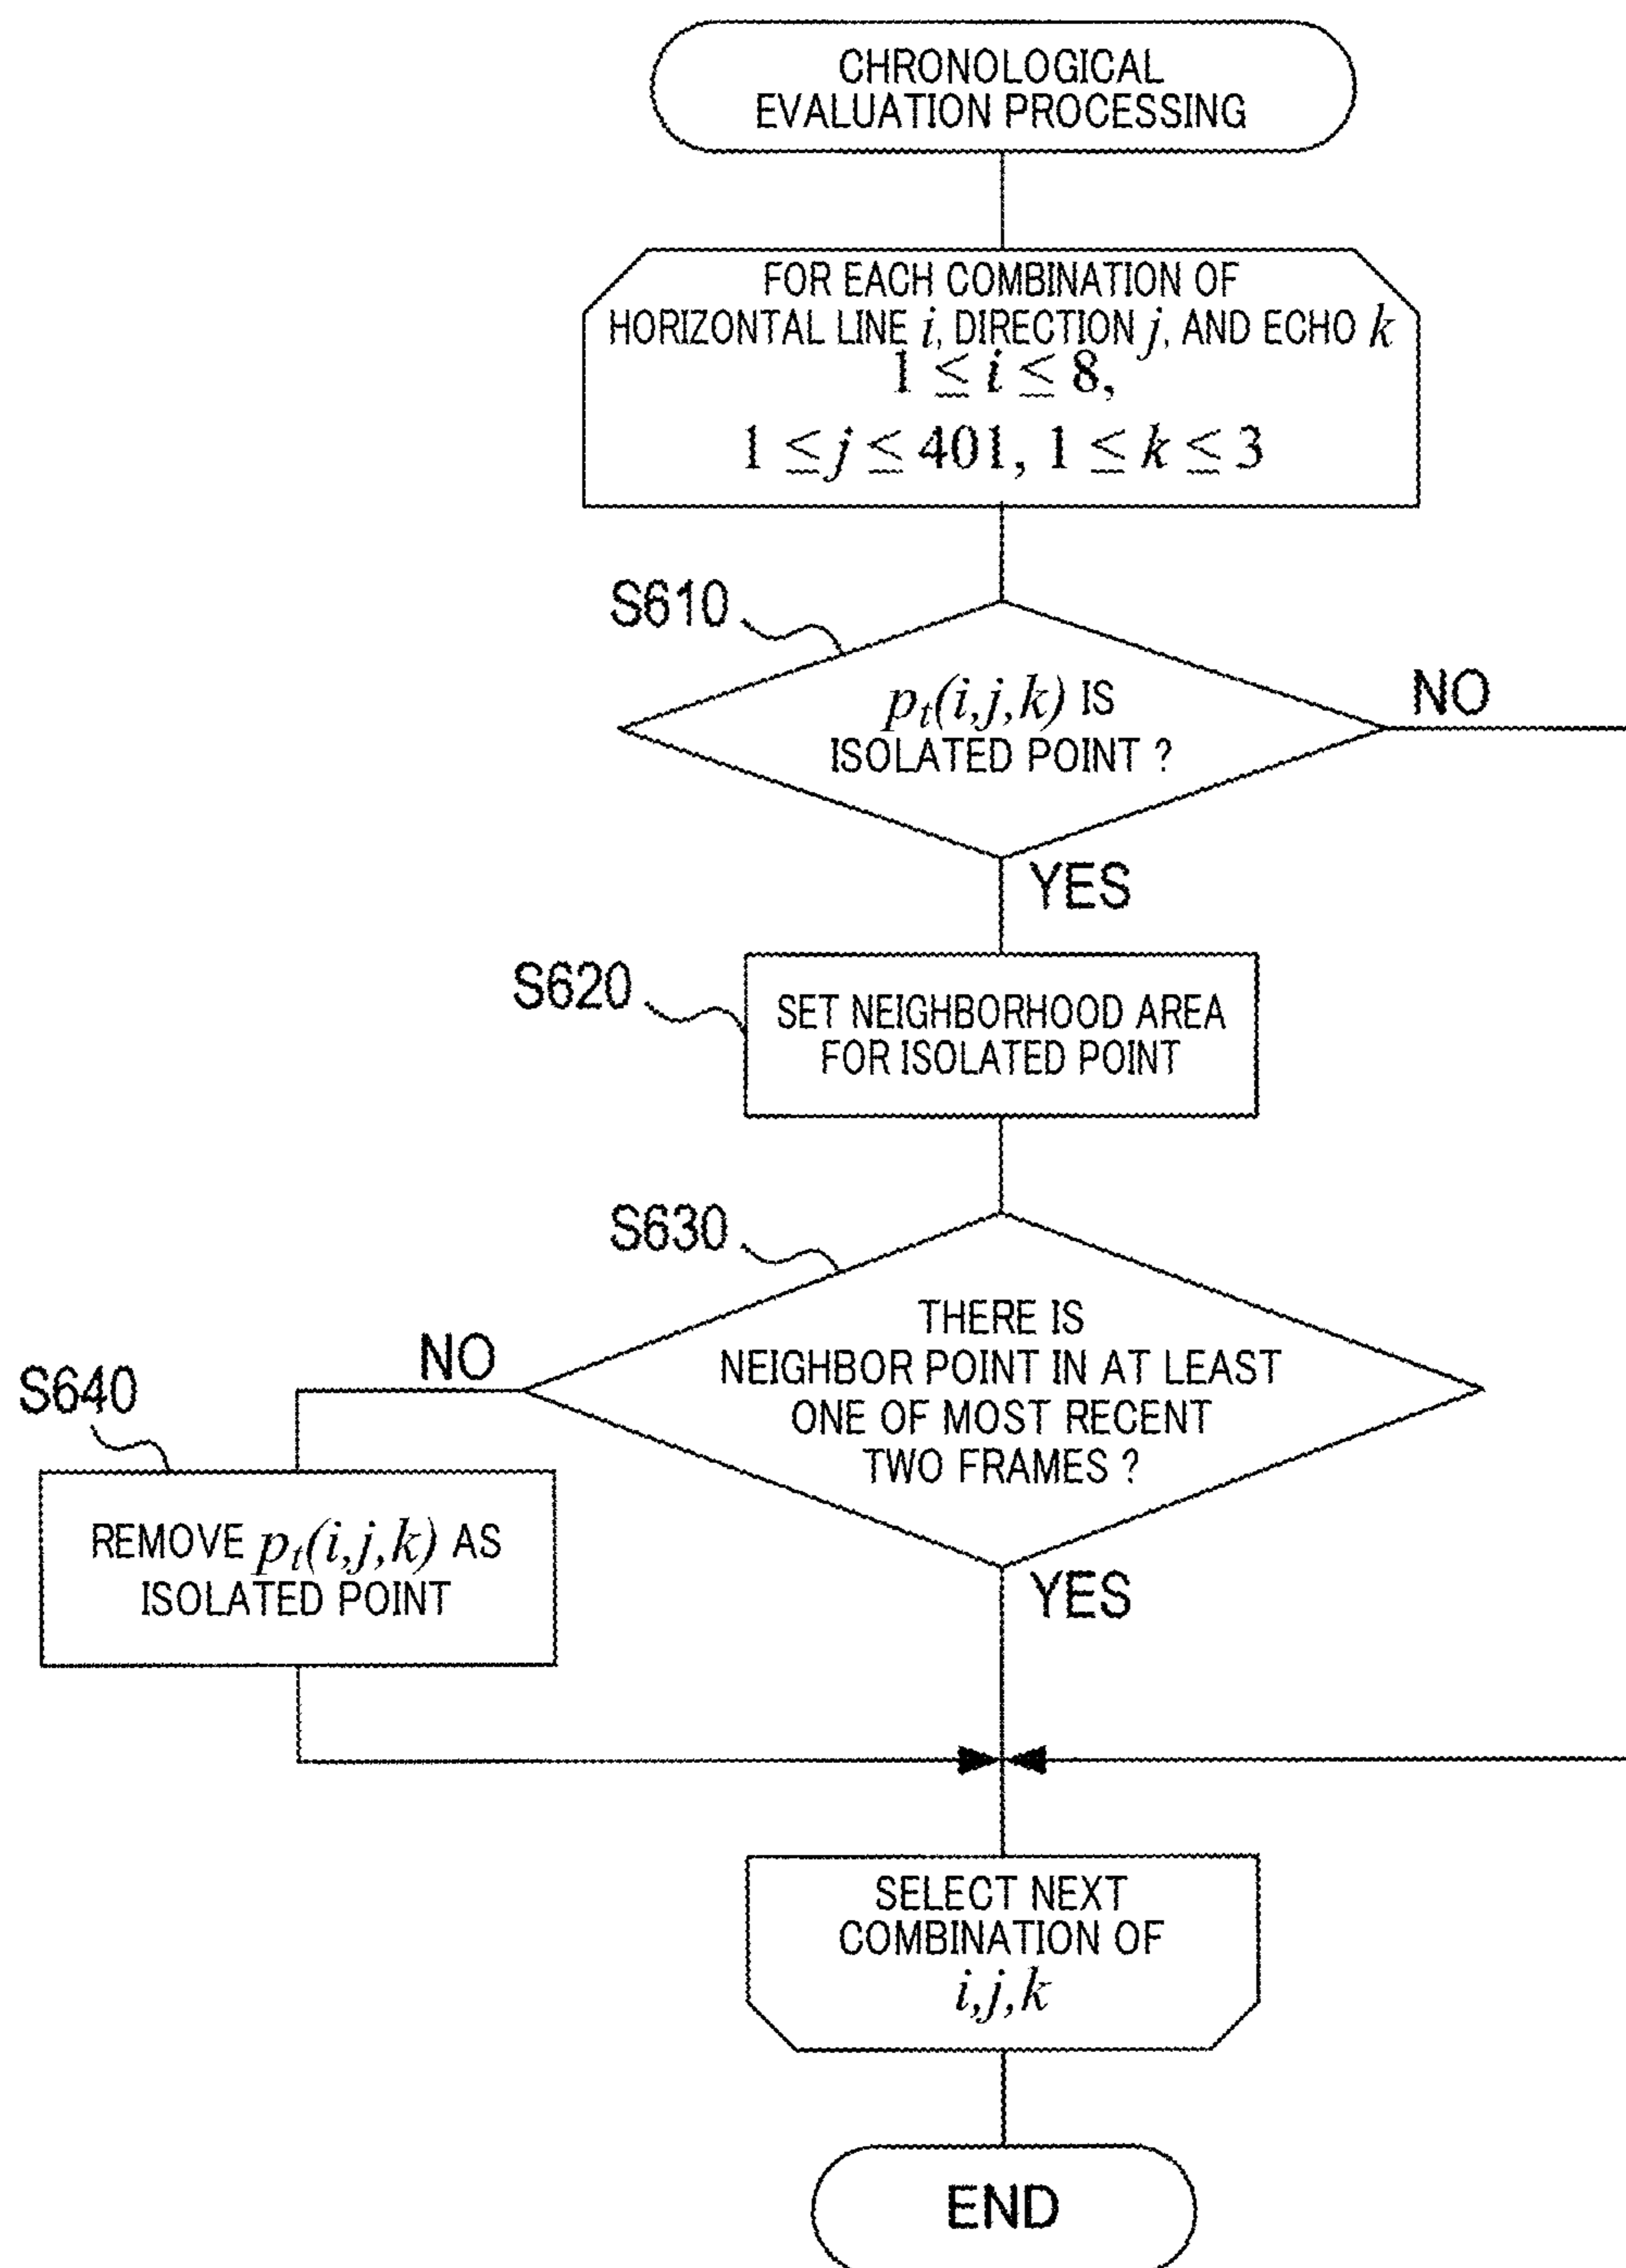 CHRONOLOGICAL
EVALUATION PROCESSING
FOR EACH COMBINATION OF
HORIZONTAL LINE i, DIRECTION j, AND ECHO k
1 ≤ i ≤ 8,
1 ≤ j ≤ 401, 1 ≤ k ≤ 3
S610
pt(i,j,k) IS
ISOLATED POINT ?
NO
YES
S620
SET NEIGHBORHOOD AREA
FOR ISOLATED POINT
S630
THERE IS
NEIGHBOR POINT IN AT LEAST
ONE OF MOST RECENT
TWO FRAMES ?
NO
S640
REMOVE pt(i,j,k) AS
ISOLATED POINT
YES
SELECT NEXT
COMBINATION OF
i,j,k
END